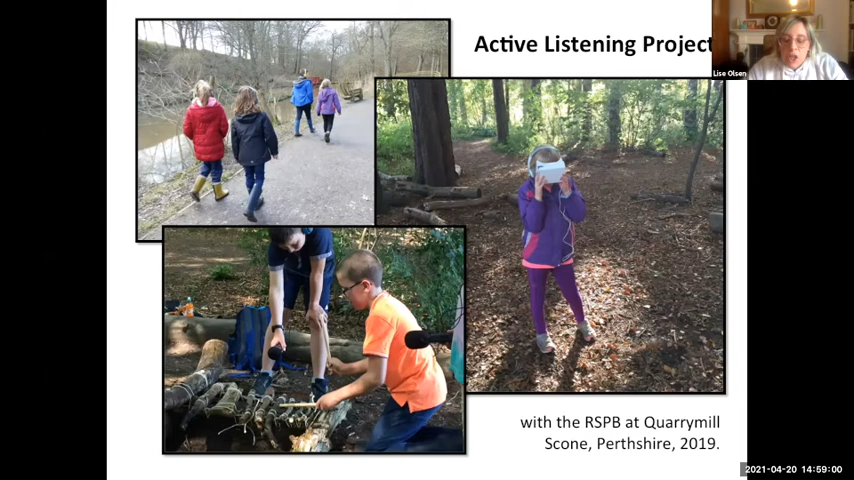 Active Listening Project
Lise Olsen
with the RSPB at Quarrymill
Scone, Perthshire, 2019.
2021-04-20 14:59:00